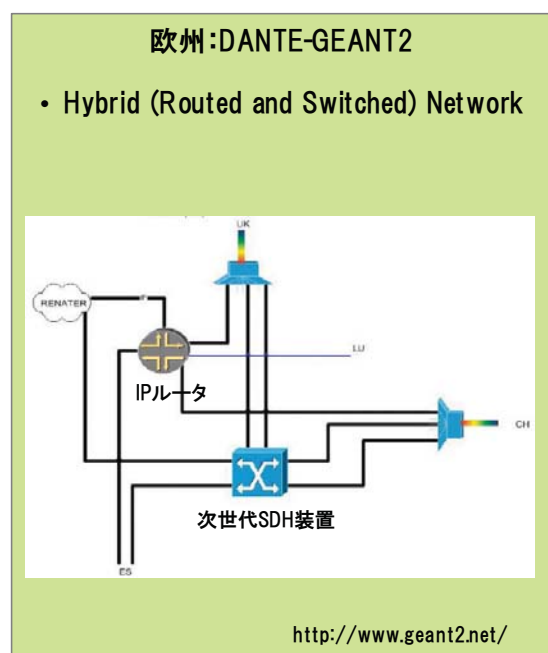 欧州：DANTE-GEANT2
• Hybrid (Routed and Switched) Network
UK
RENATER
IP
LU
IPルータ
CH
次世代SDH装置
ES
http://www.geant2.net/